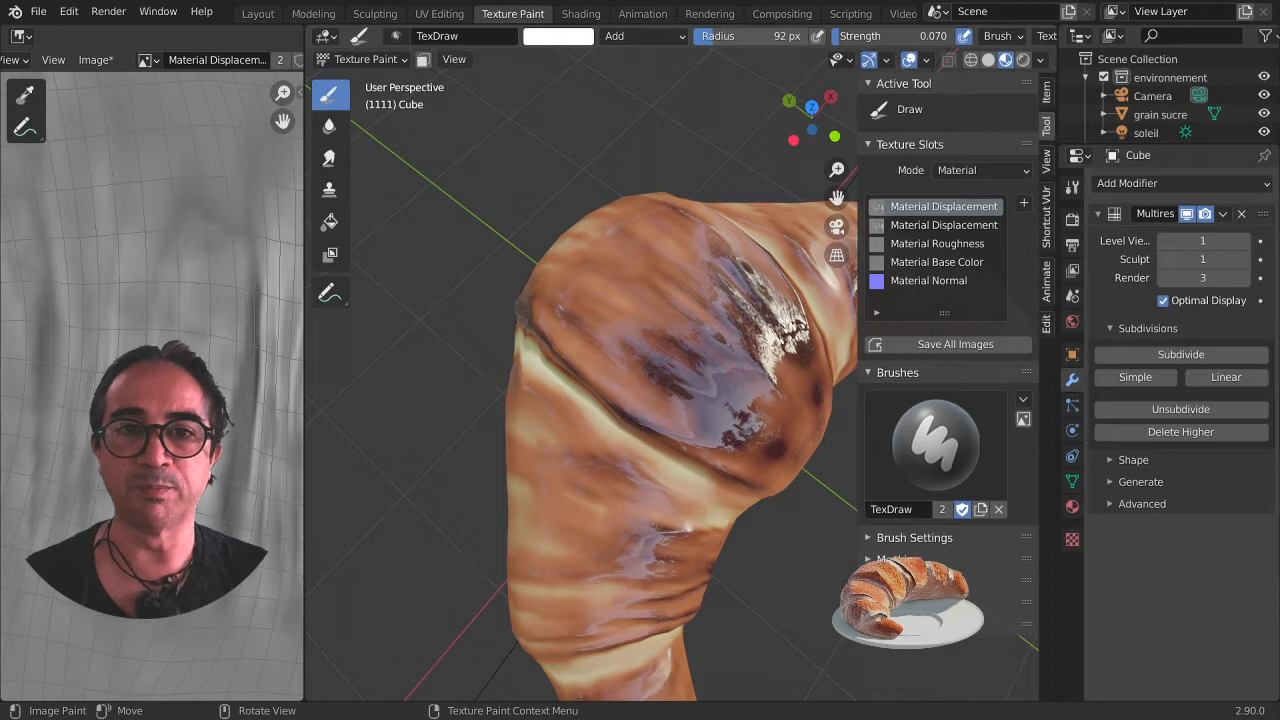 File Edit Render Window Help Layout Modeling Sculpting UV Editing Texture Paint Shading Animation Rendering Compositing Scripting Video Scene View Layer
TexDraw Add Radius 92 px Strength 0.070 Brush Text
iew View Image* Material Displacem... 2 Texture Paint View
User Perspective
(1111) Cube
Active Tool
Draw
Texture Slots
Mode Material
Material Displacement
Material Displacement
Material Roughness
Material Base Color
Material Normal
Save All Images
Brushes
TexDraw 2
Brush Settings
Item
Tool
View
Shortcut VUr
Animate
Edit
Scene Collection
environnement
Camera
grain sucre
soleil
Cube
Add Modifier
Multires
Level Vie... 1
Sculpt 1
Render 3
Optimal Display
Subdivisions
Subdivide
Simple Linear
Unsubdivide
Delete Higher
Shape
Generate
Advanced
Y X Z
Image Paint Move Rotate View Texture Paint Context Menu 2.90.0